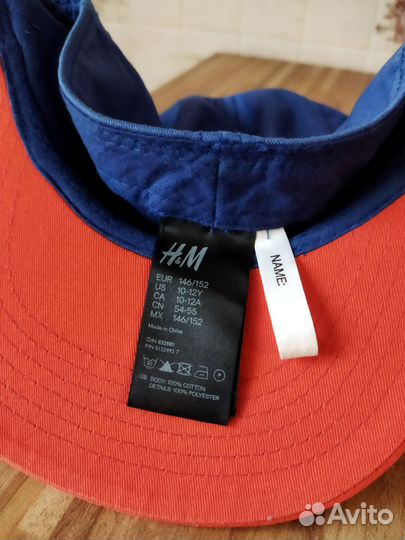 H&M
EUR 146/152
US 10-12Y
CA 10-12A
CN 54-55
MX 146/152
Made in China
GB BODY: 100% COTTON
DETAILS: 100% POLYESTER
NAME:
Avito